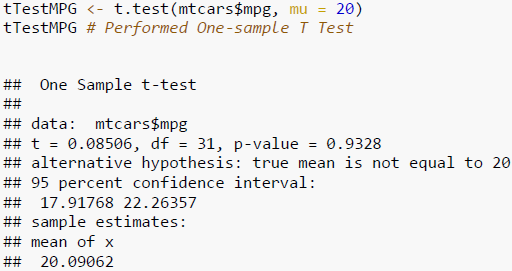 tTestMPG <- t.test(mtcars$mpg, mu = 20)
tTestMPG # Performed One-sample T Test
##  One Sample t-test
##
## data:  mtcars$mpg
## t = 0.08506, df = 31, p-value = 0.9328
## alternative hypothesis: true mean is not equal to 20
## 95 percent confidence interval:
##  17.91768 22.26357
## sample estimates:
## mean of x
##  20.09062